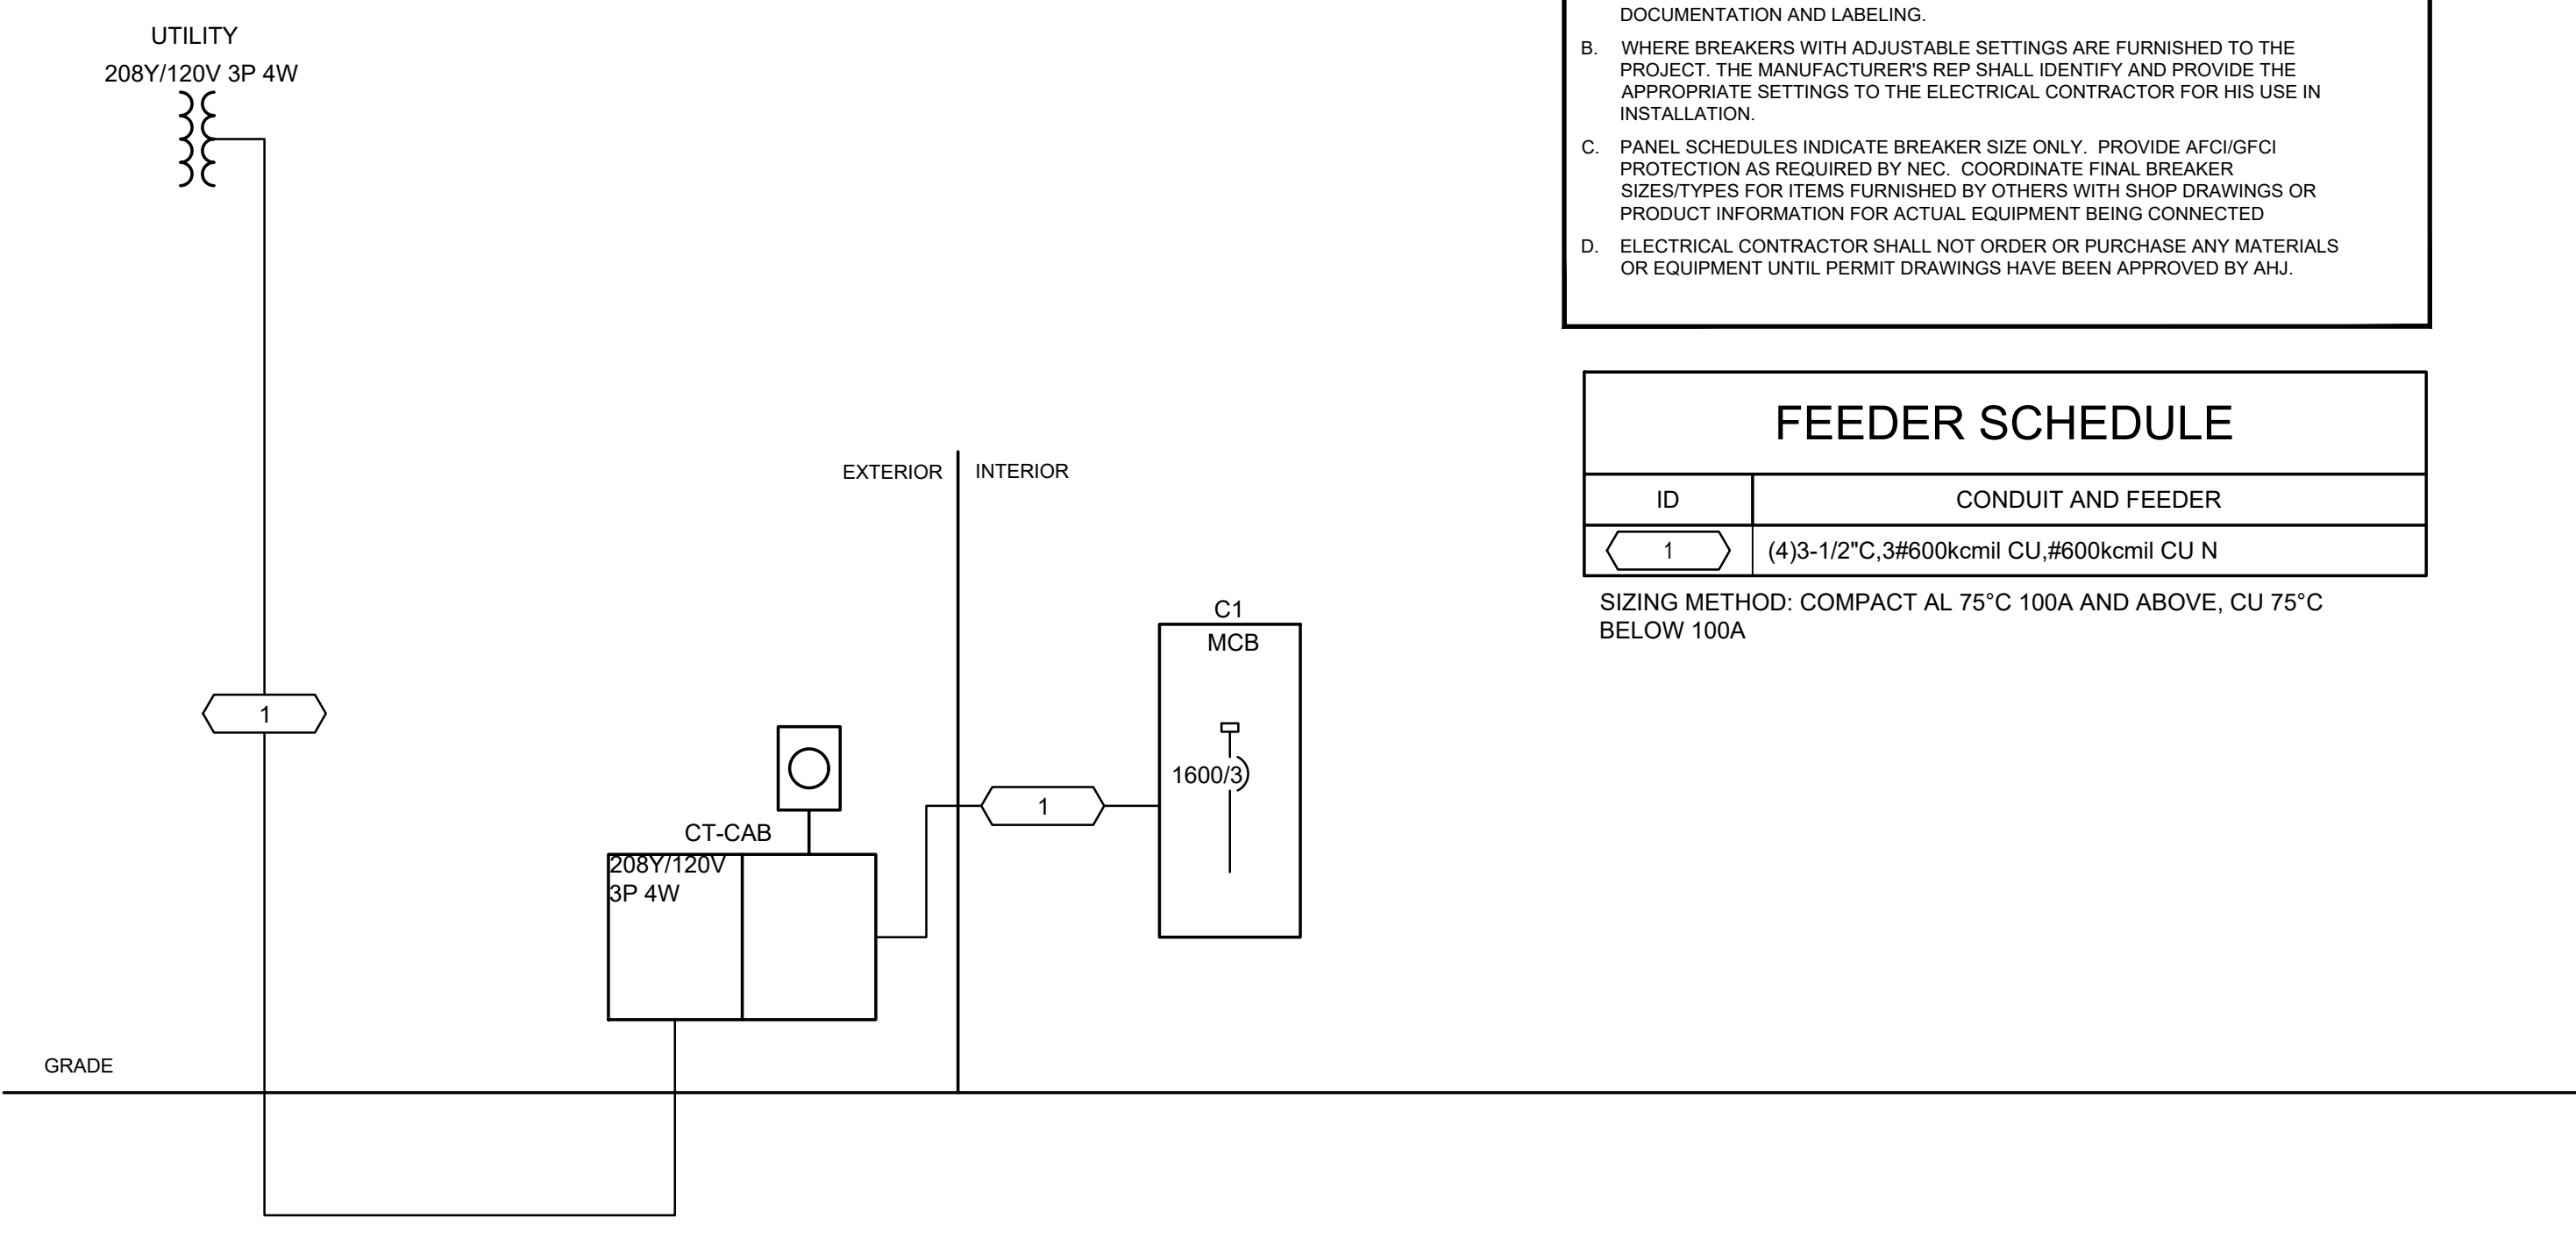 UTILITY
208Y/120V 3P 4W
DOCUMENTATION AND LABELING.
B. WHERE BREAKERS WITH ADJUSTABLE SETTINGS ARE FURNISHED TO THE
PROJECT. THE MANUFACTURER'S REP SHALL IDENTIFY AND PROVIDE THE
APPROPRIATE SETTINGS TO THE ELECTRICAL CONTRACTOR FOR HIS USE IN
INSTALLATION.
C. PANEL SCHEDULES INDICATE BREAKER SIZE ONLY. PROVIDE AFCI/GFCI
PROTECTION AS REQUIRED BY NEC. COORDINATE FINAL BREAKER
SIZES/TYPES FOR ITEMS FURNISHED BY OTHERS WITH SHOP DRAWINGS OR
PRODUCT INFORMATION FOR ACTUAL EQUIPMENT BEING CONNECTED
D. ELECTRICAL CONTRACTOR SHALL NOT ORDER OR PURCHASE ANY MATERIALS
OR EQUIPMENT UNTIL PERMIT DRAWINGS HAVE BEEN APPROVED BY AHJ.
FEEDER SCHEDULE
ID CONDUIT AND FEEDER
1 (4)3-1/2"C,3#600kcmil CU,#600kcmil CU N
SIZING METHOD: COMPACT AL 75°C 100A AND ABOVE, CU 75°C
BELOW 100A
EXTERIOR INTERIOR
C1
MCB
1600/3
1
1
CT-CAB
208Y/120V
3P 4W
GRADE